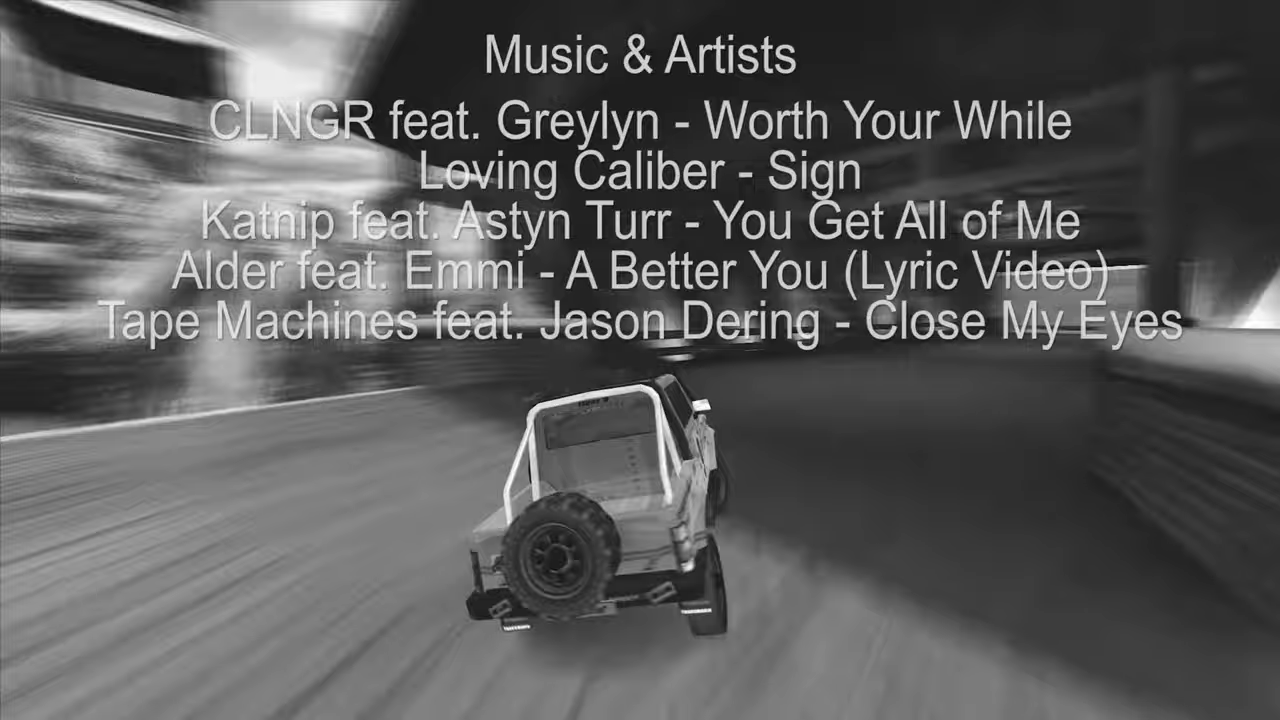 Music & Artists
CLNGR feat. Greylyn - Worth Your While
Loving Caliber - Sign
Katnip feat. Astyn Turr - You Get All of Me
Alder feat. Emmi - A Better You (Lyric Video)
Tape Machines feat. Jason Dering - Close My Eyes